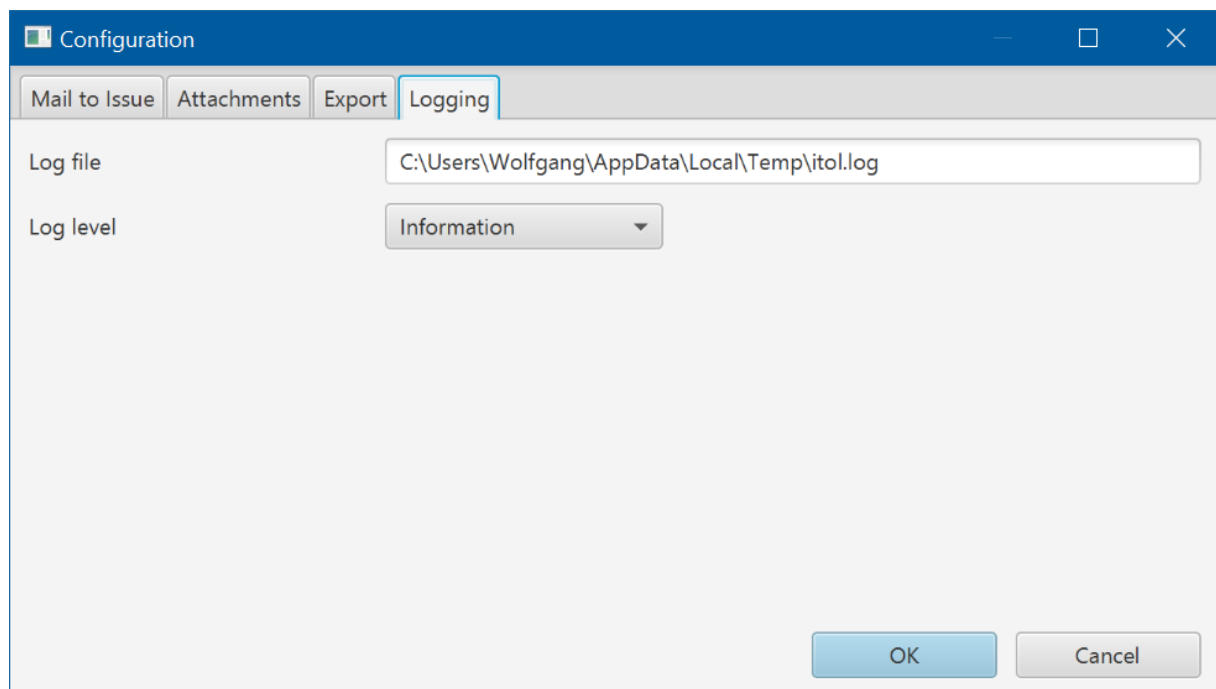 Configuration
Mail to Issue Attachments Export Logging
Log file C:\Users\Wolfgang\AppData\Local\Temp\itol.log
Log level Information
OK Cancel